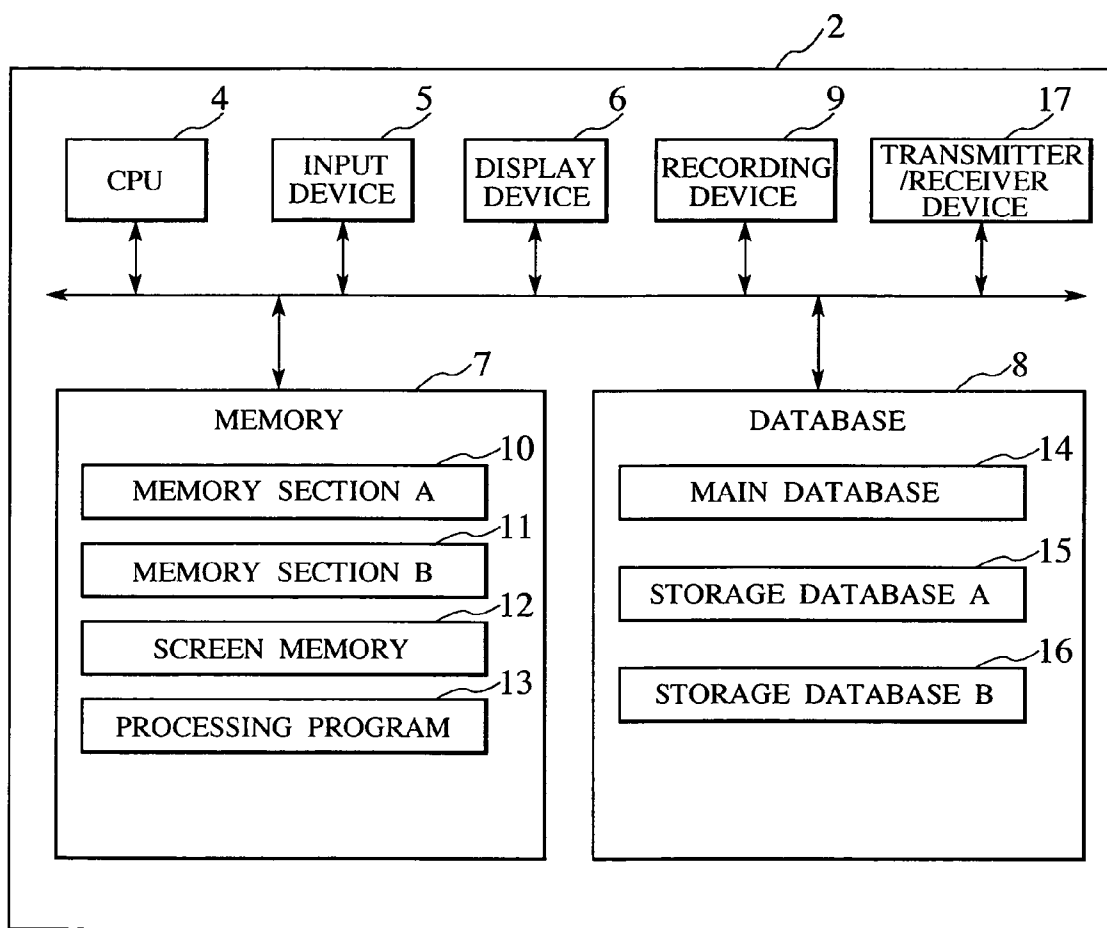 2
4
5
6
9
17
CPU
INPUT
DEVICE
DISPLAY
DEVICE
RECORDING
DEVICE
TRANSMITTER
/RECEIVER
DEVICE
7
MEMORY
10
MEMORY SECTION A
11
MEMORY SECTION B
12
SCREEN MEMORY
13
PROCESSING PROGRAM
8
DATABASE
14
MAIN DATABASE
15
STORAGE DATABASE A
16
STORAGE DATABASE B